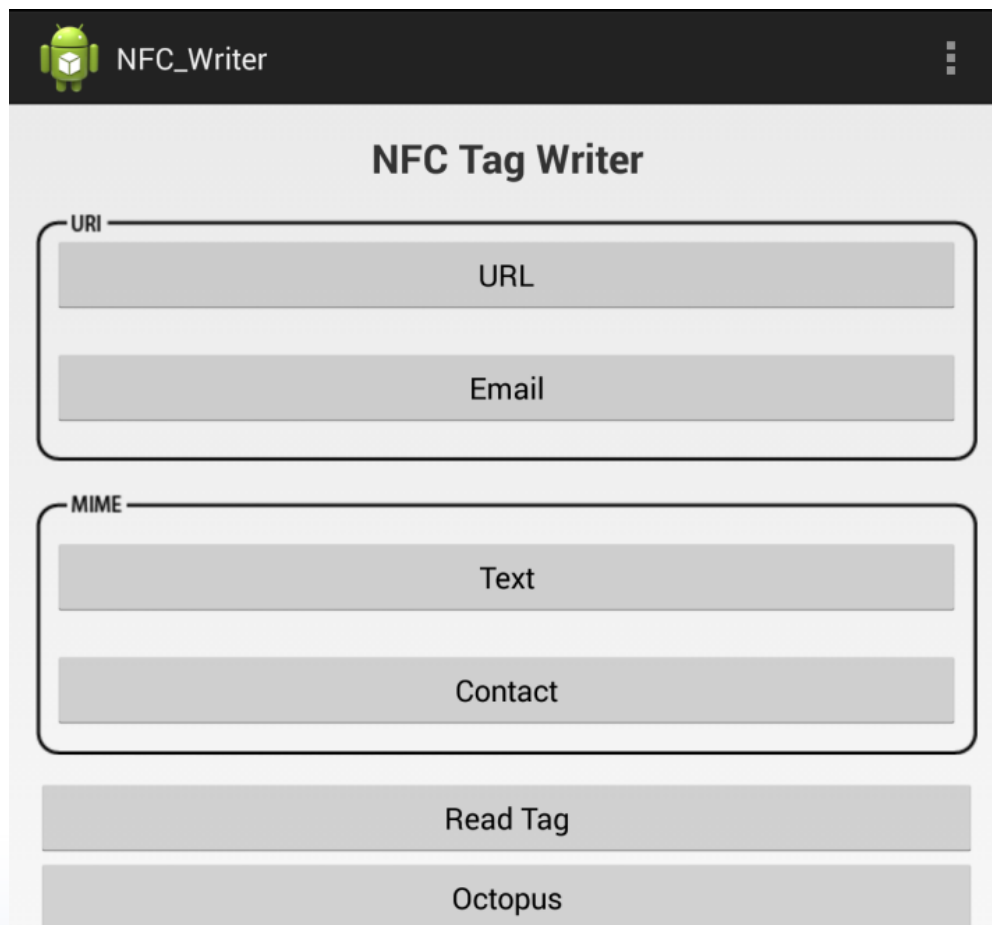 NFC_Writer
NFC Tag Writer
URI
URL
Email
MIME
Text
Contact
Read Tag
Octopus